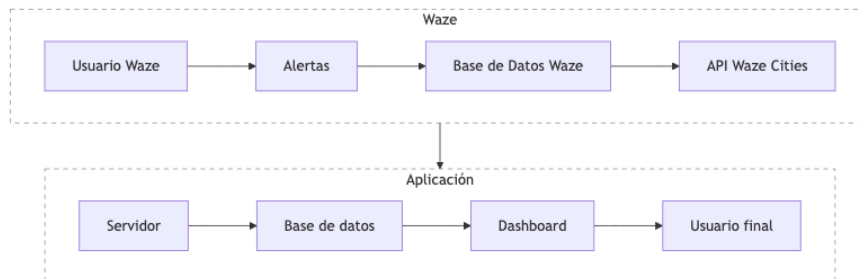 Waze
Usuario Waze
Alertas
Base de Datos Waze
API Waze Cities
Aplicación
Servidor
Base de datos
Dashboard
Usuario final